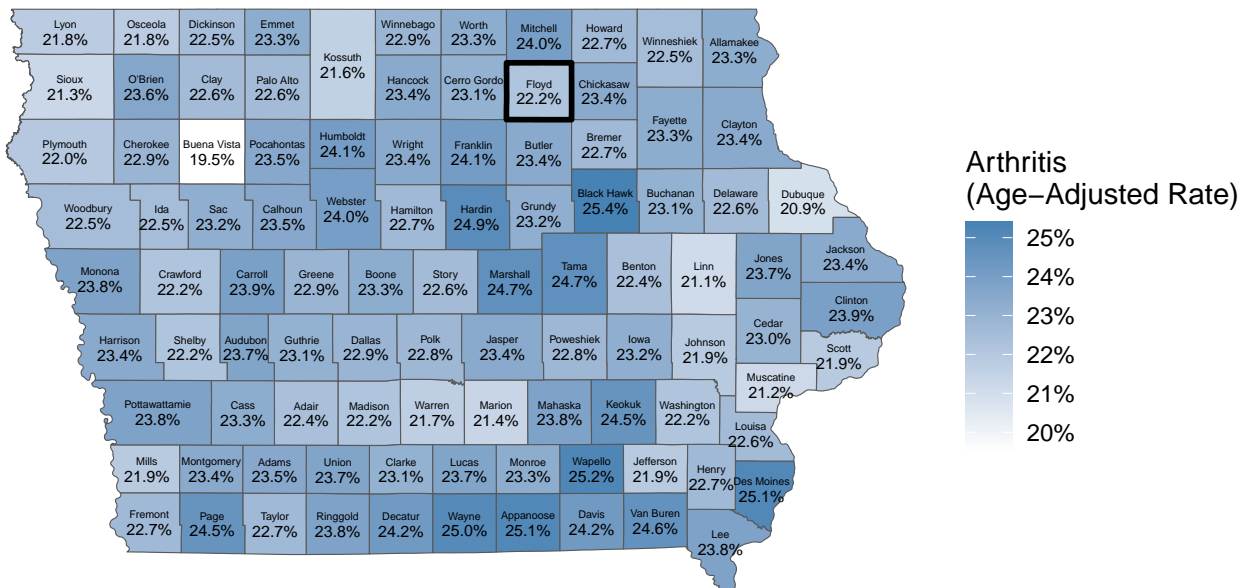 Lyon
21.8%
Osceola
21.8%
Dickinson
22.5%
Emmet
23.3%
Kossuth
21.6%
Winnebago
22.9%
Worth
23.3%
Mitchell
24.0%
Howard
22.7%
Winneshiek
22.5%
Allamakee
23.3%
Sioux
21.3%
O'Brien
23.6%
Clay
22.6%
Palo Alto
22.6%
Hancock
23.4%
Cerro Gordo
23.1%
Floyd
22.2%
Chickasaw
23.4%
Fayette
23.3%
Clayton
23.4%
Plymouth
22.0%
Cherokee
22.9%
Buena Vista
19.5%
Pocahontas
23.5%
Humboldt
24.1%
Wright
23.4%
Franklin
24.1%
Butler
23.4%
Bremer
22.7%
Woodbury
22.5%
Ida
22.5%
Sac
23.2%
Calhoun
23.5%
Webster
24.0%
Hamilton
22.7%
Hardin
24.9%
Grundy
23.2%
Black Hawk
25.4%
Buchanan
23.1%
Delaware
22.6%
Dubuque
20.9%
Monona
23.8%
Crawford
22.2%
Carroll
23.9%
Greene
22.9%
Boone
23.3%
Story
22.6%
Marshall
24.7%
Tama
24.7%
Benton
22.4%
Linn
21.1%
Jones
23.7%
Jackson
23.4%
Clinton
23.9%
Harrison
23.4%
Shelby
22.2%
Audubon
23.7%
Guthrie
23.1%
Dallas
22.9%
Polk
22.8%
Jasper
23.4%
Poweshiek
22.8%
Iowa
23.2%
Johnson
21.9%
Cedar
23.0%
Scott
21.9%
Muscatine
21.2%
Pottawattamie
23.8%
Cass
23.3%
Adair
22.4%
Madison
22.2%
Warren
21.7%
Marion
21.4%
Mahaska
23.8%
Keokuk
24.5%
Washington
22.2%
Louisa
22.6%
Mills
21.9%
Montgomery
23.4%
Adams
23.5%
Union
23.7%
Clarke
23.1%
Lucas
23.7%
Monroe
23.3%
Wapello
25.2%
Jefferson
21.9%
Henry
22.7%
Des Moines
25.1%
Fremont
22.7%
Page
24.5%
Taylor
22.7%
Ringgold
23.8%
Decatur
24.2%
Wayne
25.0%
Appanoose
25.1%
Davis
24.2%
Van Buren
24.6%
Lee
23.8%
Arthritis
(Age−Adjusted Rate)
25%
24%
23%
22%
21%
20%